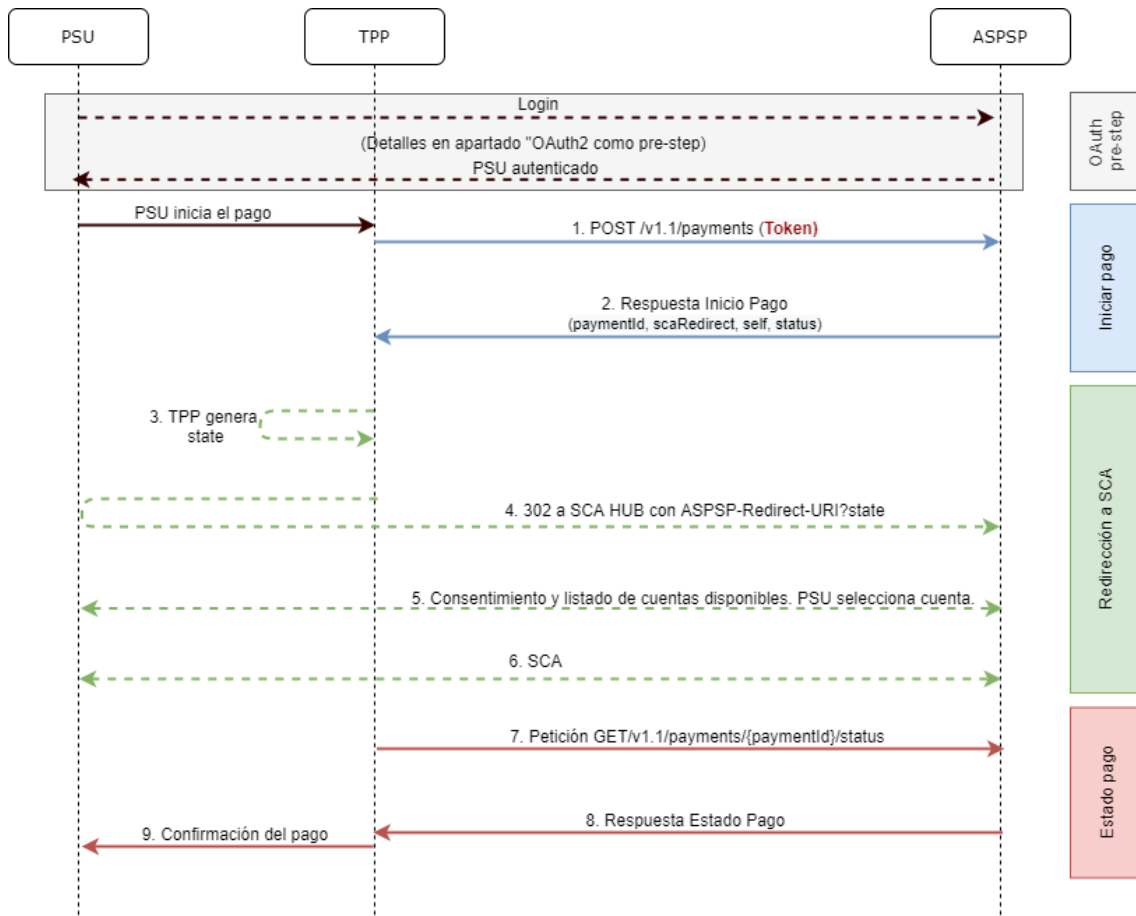 PSU
TPP
ASPSP
Login
(Detalles en apartado "OAuth2 como pre-step)
PSU autenticado
OAuth
pre-step
PSU inicia el pago
1. POST /v1.1/payments (Token)
2. Respuesta Inicio Pago
(paymentId, scaRedirect, self, status)
Iniciar pago
3. TPP genera
state
4. 302 a SCA HUB con ASPSP-Redirect-URI?state
5. Consentimiento y listado de cuentas disponibles. PSU selecciona cuenta.
6. SCA
Redirección a SCA
7. Petición GET/v1.1/payments/{paymentId}/status
8. Respuesta Estado Pago
9. Confirmación del pago
Estado pago